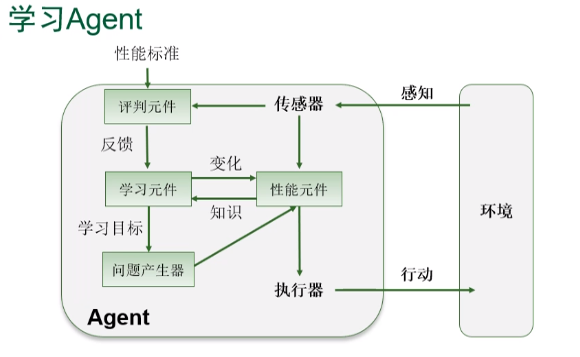 学习Agent
性能标准
评判元件
传感器
感知
反馈
变化
学习元件
性能元件
知识
环境
学习目标
问题产生器
行动
执行器
Agent